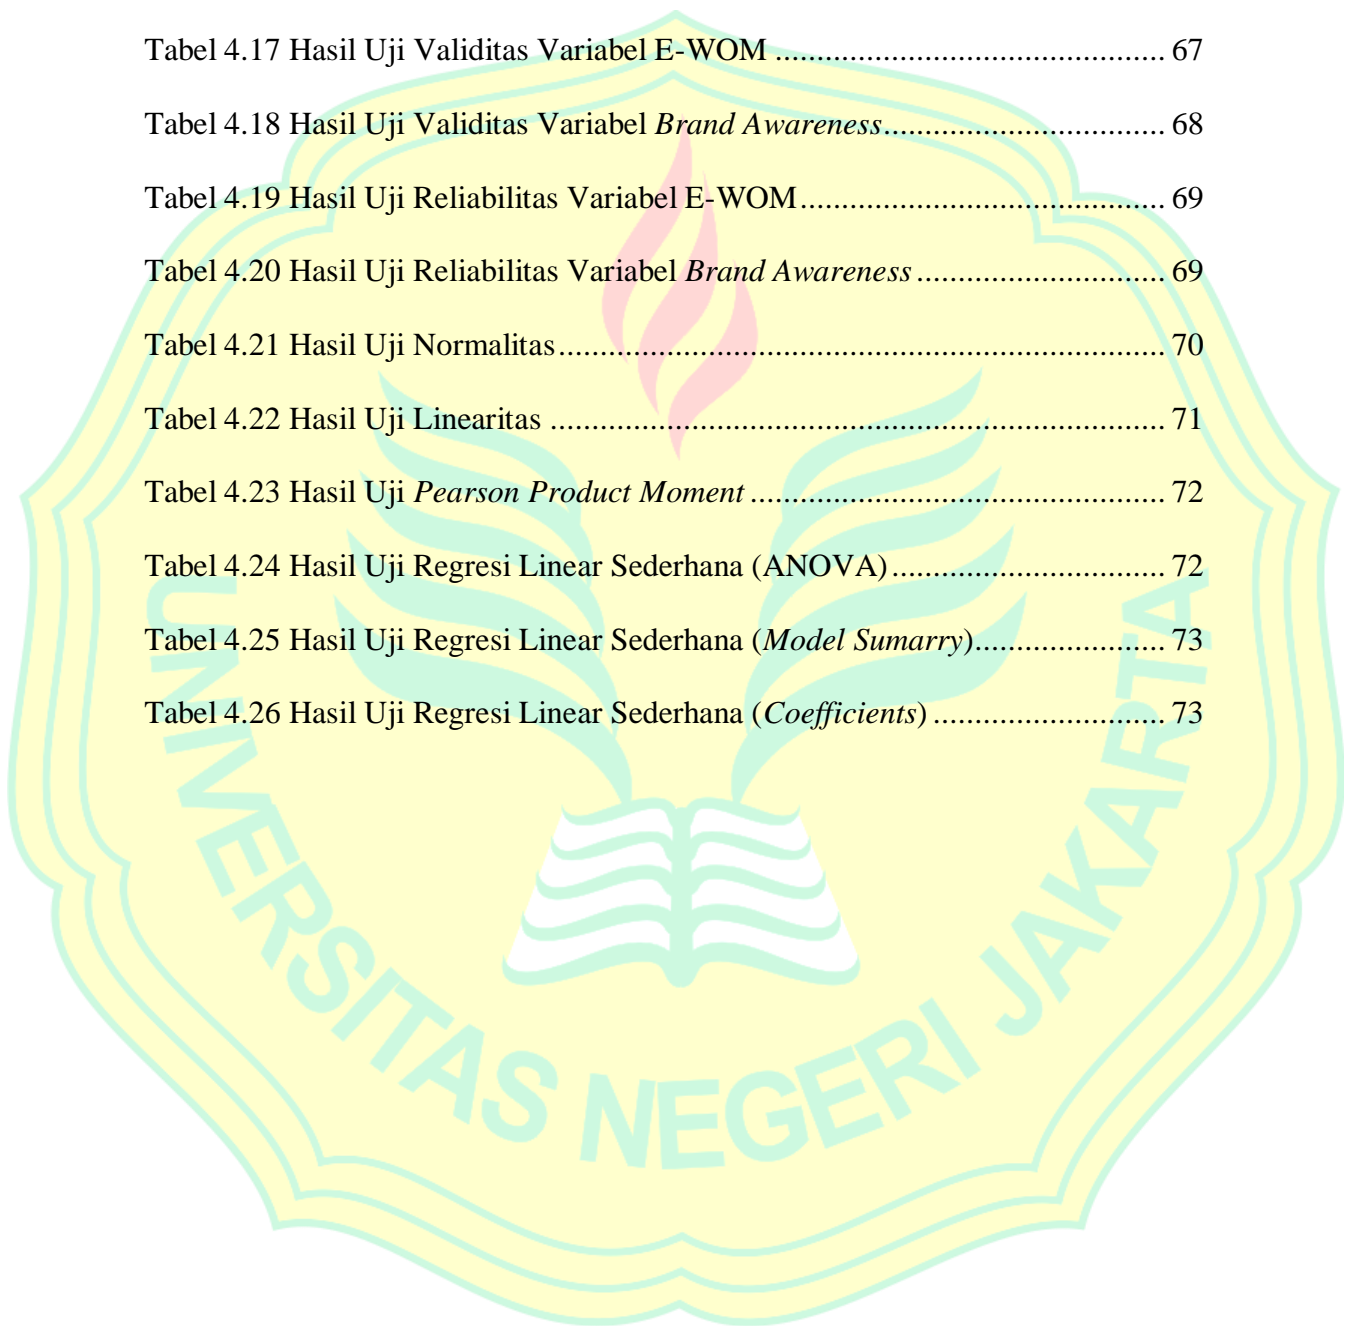 Tabel 4.17 Hasil Uji Validitas Variabel E-WOM ............................................... 67
Tabel 4.18 Hasil Uji Validitas Variabel Brand Awareness.................................. 68
Tabel 4.19 Hasil Uji Reliabilitas Variabel E-WOM............................................ 69
Tabel 4.20 Hasil Uji Reliabilitas Variabel Brand Awareness .............................. 69
Tabel 4.21 Hasil Uji Normalitas......................................................................... 70
Tabel 4.22 Hasil Uji Linearitas .......................................................................... 71
Tabel 4.23 Hasil Uji Pearson Product Moment .................................................. 72
Tabel 4.24 Hasil Uji Regresi Linear Sederhana (ANOVA)................................. 72
Tabel 4.25 Hasil Uji Regresi Linear Sederhana (Model Sumarry)....................... 73
Tabel 4.26 Hasil Uji Regresi Linear Sederhana (Coefficients) ............................ 73
UNIVERSITAS NEGERI JAKARTA